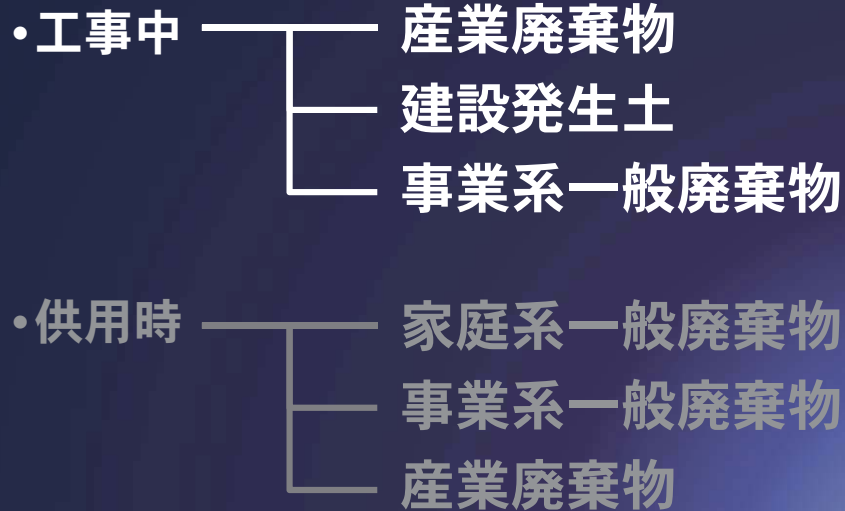 ・工事中 産業廃棄物
建設発生土
事業系一般廃棄物
・供用時 家庭系一般廃棄物
事業系一般廃棄物
産業廃棄物